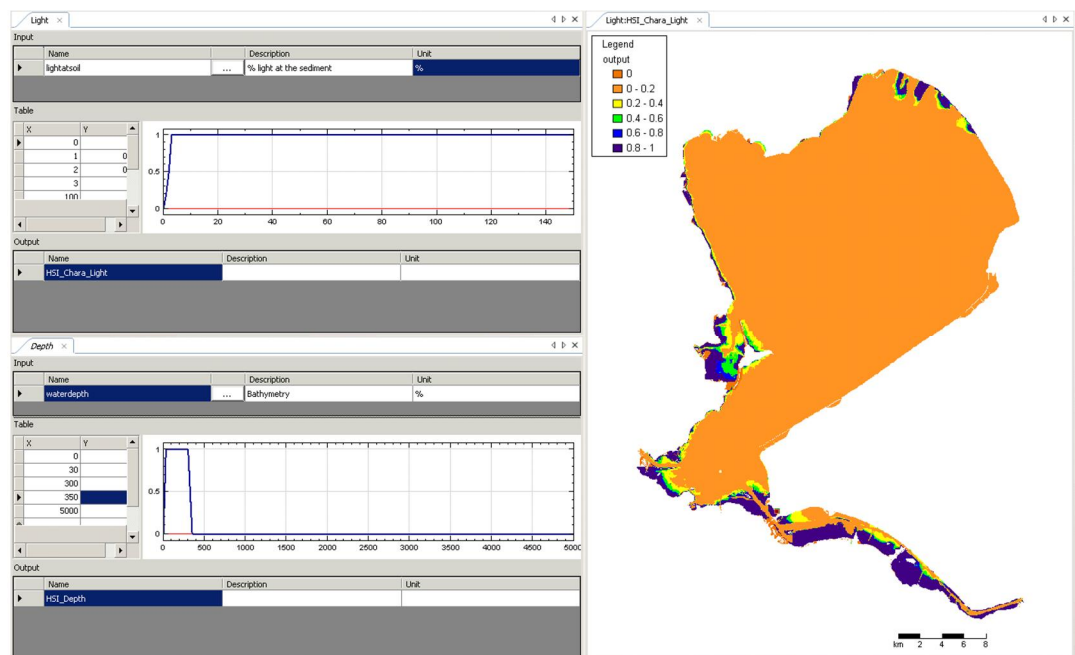 Light ×
Input
Name Description Unit
lightatsoil ... % light at the sediment %
Table
X Y
0
1 0
2 0
3
100
1
0.5
0
0 20 40 60 80 100 120 140
Output
Name Description Unit
HSI_Chara_Light
Depth ×
Input
Name Description Unit
waterdepth ... Bathymetry %
Table
X Y
0
30
300
350
5000
1
0.5
0
0 500 1000 1500 2000 2500 3000 3500 4000 4500 5000
Output
Name Description Unit
HSI_Depth
Light:HSI_Chara_Light ×
Legend
output
0
0 - 0.2
0.2 - 0.4
0.4 - 0.6
0.6 - 0.8
0.8 - 1
km 2 4 6 8